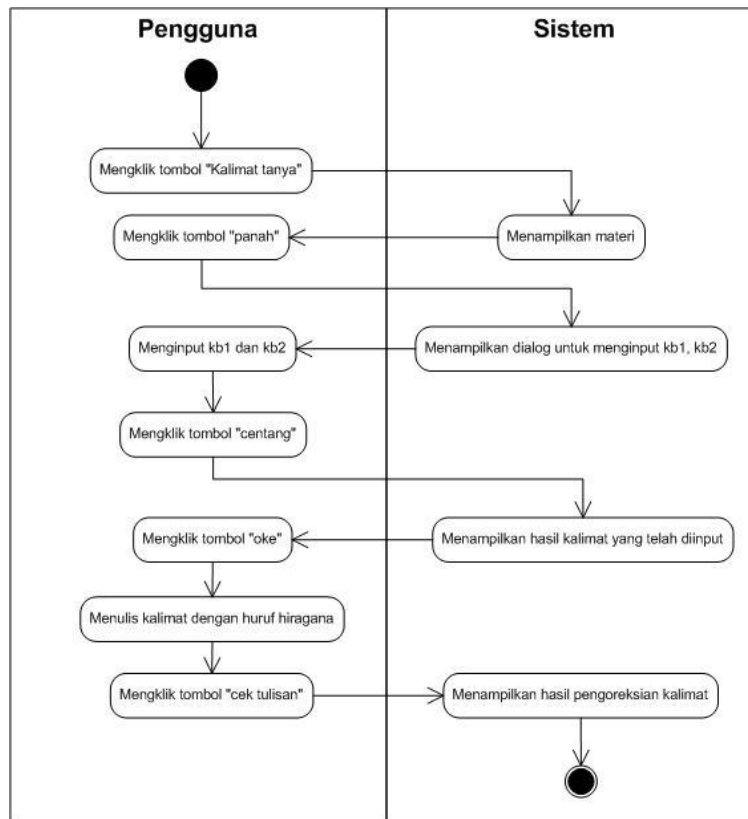 Pengguna
Sistem
Mengklik tombol "Kalimat tanya"
Menampilkan materi
Mengklik tombol "panah"
Menampilkan dialog untuk menginput kb1, kb2
Menginput kb1 dan kb2
Mengklik tombol "centang"
Menampilkan hasil kalimat yang telah diinput
Mengklik tombol "oke"
Menulis kalimat dengan huruf hiragana
Mengklik tombol "cek tulisan"
Menampilkan hasil pengoreksian kalimat